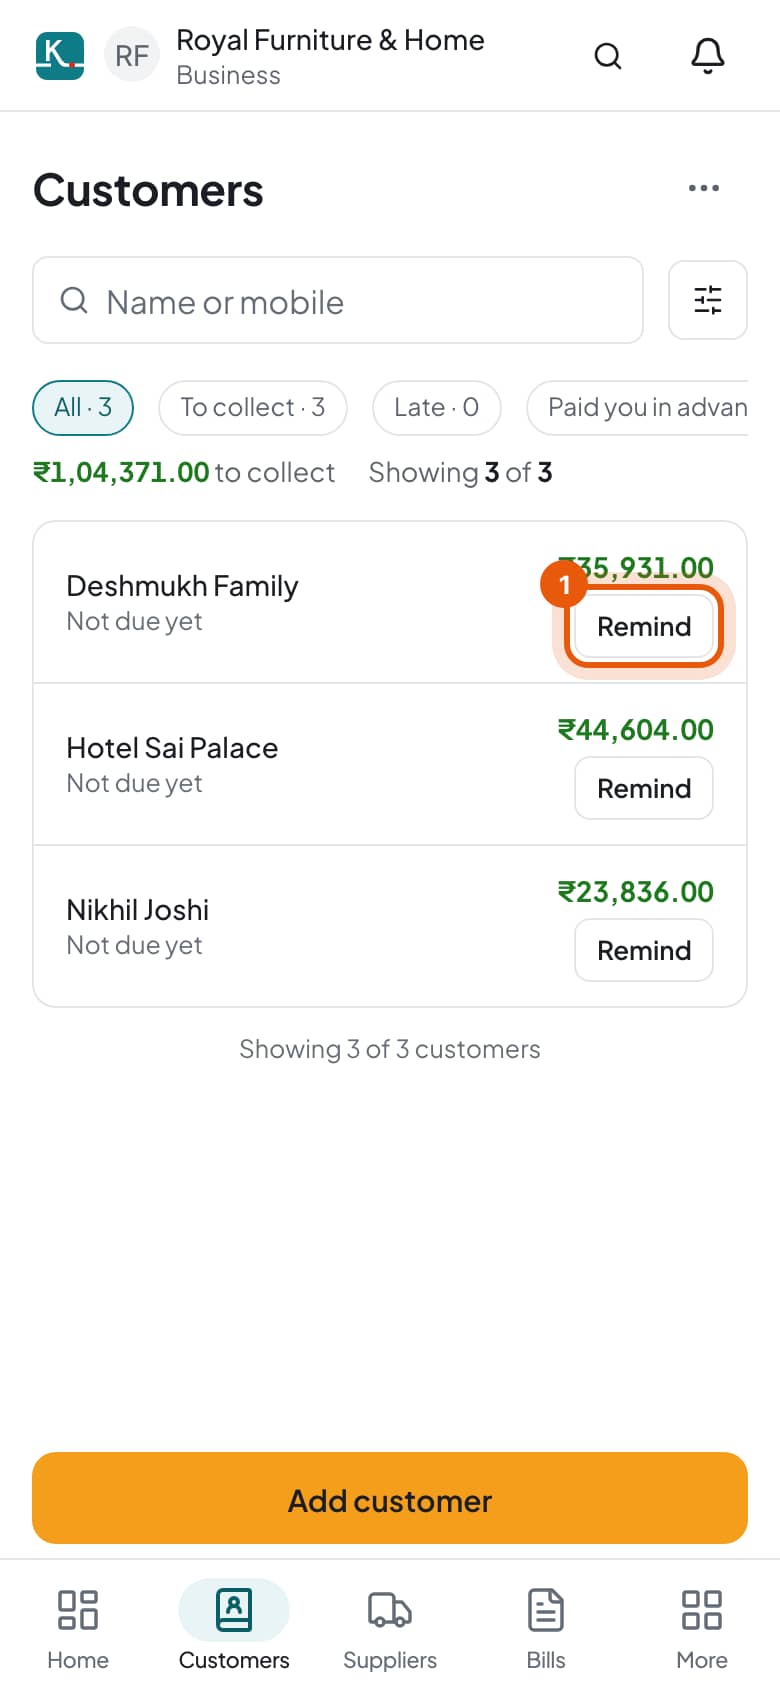 K.
RF
Royal Furniture & Home
Business
Customers
Name or mobile
All · 3
To collect · 3
Late · 0
Paid you in advan
₹1,04,371.00 to collect
Showing 3 of 3
Deshmukh Family
Not due yet
₹35,931.00
1
Remind
Hotel Sai Palace
Not due yet
₹44,604.00
Remind
Nikhil Joshi
Not due yet
₹23,836.00
Remind
Showing 3 of 3 customers
Add customer
Home
Customers
Suppliers
Bills
More